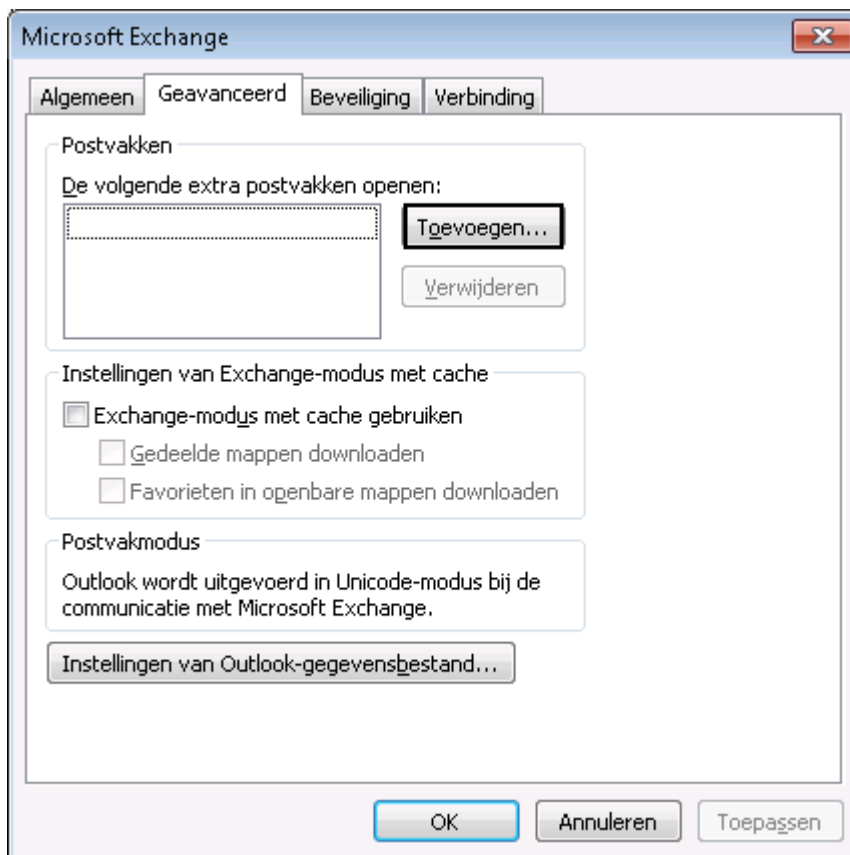 Microsoft Exchange
Algemeen Geavanceerd Beveiliging Verbinding
Postvakken
De volgende extra postvakken openen:
Toevoegen...
Verwijderen
Instellingen van Exchange-modus met cache
Exchange-modus met cache gebruiken
Gedeelde mappen downloaden
Favorieten in openbare mappen downloaden
Postvakmodus
Outlook wordt uitgevoerd in Unicode-modus bij de
communicatie met Microsoft Exchange.
Instellingen van Outlook-gegevensbestand...
OK Annuleren Toepassen